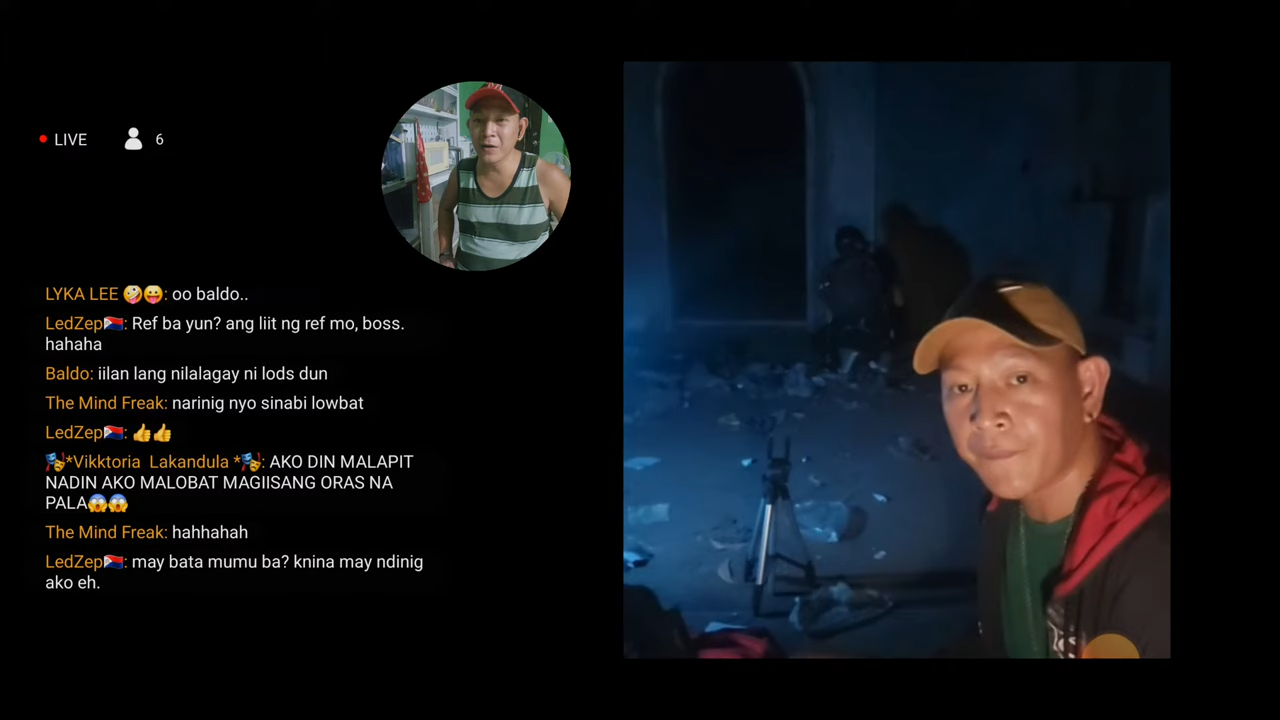 LIVE 6
LYKA LEE 🤪😛: oo baldo..
LedZep🇵🇭: Ref ba yun? ang liit ng ref mo, boss.
hahaha
Baldo: iilan lang nilalagay ni lods dun
The Mind Freak: narinig nyo sinabi lowbat
LedZep🇵🇭: 👍👍
🎭*Vikktoria Lakandula *🎭: AKO DIN MALAPIT
NADIN AKO MALOBAT MAGIISANG ORAS NA
PALA😱😱
The Mind Freak: hahhahah
LedZep🇵🇭: may bata mumu ba? knina may ndinig
ako eh.